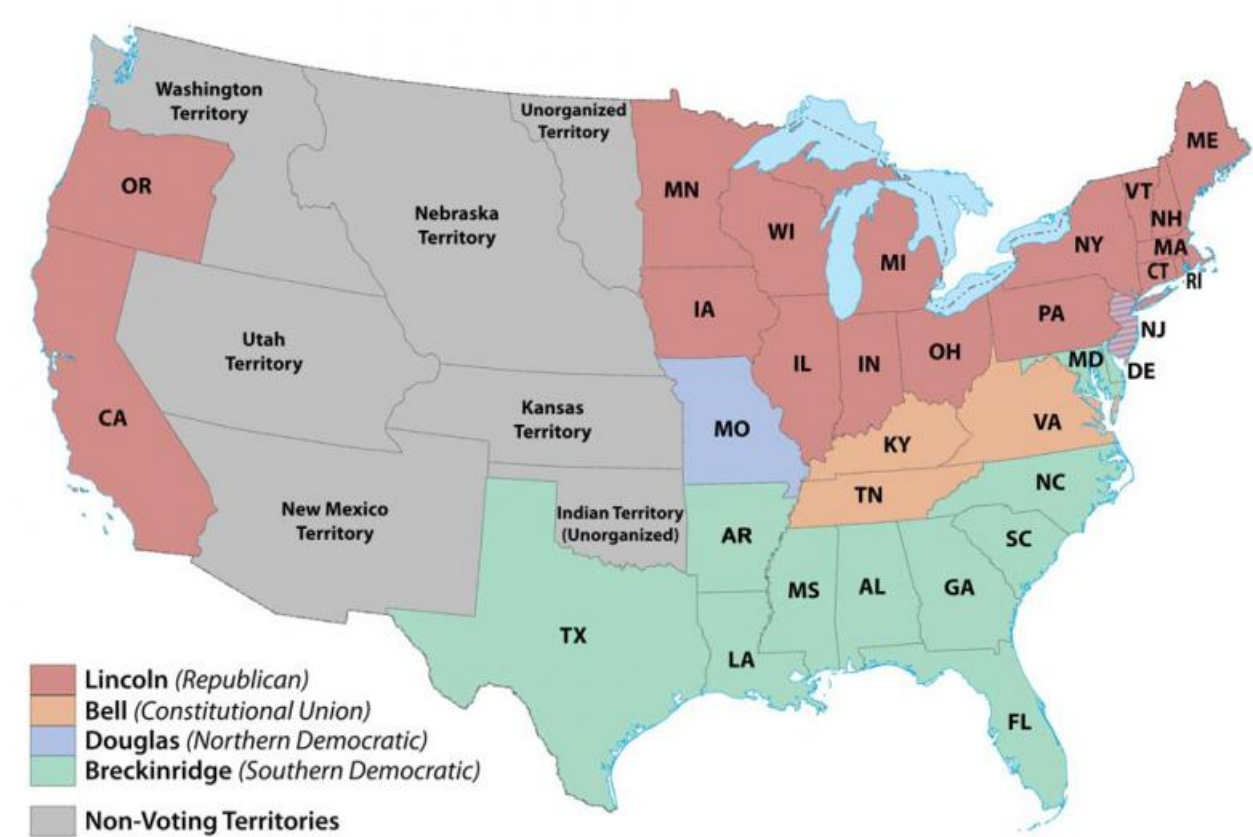 Washington
Territory
Unorganized
Territory
ME
OR
MN
VT
Nebraska
Territory
NH
WI
NY
MA
MI
CT
RI
IA
PA
NJ
Utah
Territory
IL
IN
OH
MD
DE
CA
Kansas
Territory
MO
VA
KY
NC
TN
New Mexico
Territory
Indian Territory
(Unorganized)
AR
SC
MS
AL
GA
TX
LA
FL
Lincoln (Republican)
Bell (Constitutional Union)
Douglas (Northern Democratic)
Breckinridge (Southern Democratic)
Non-Voting Territories